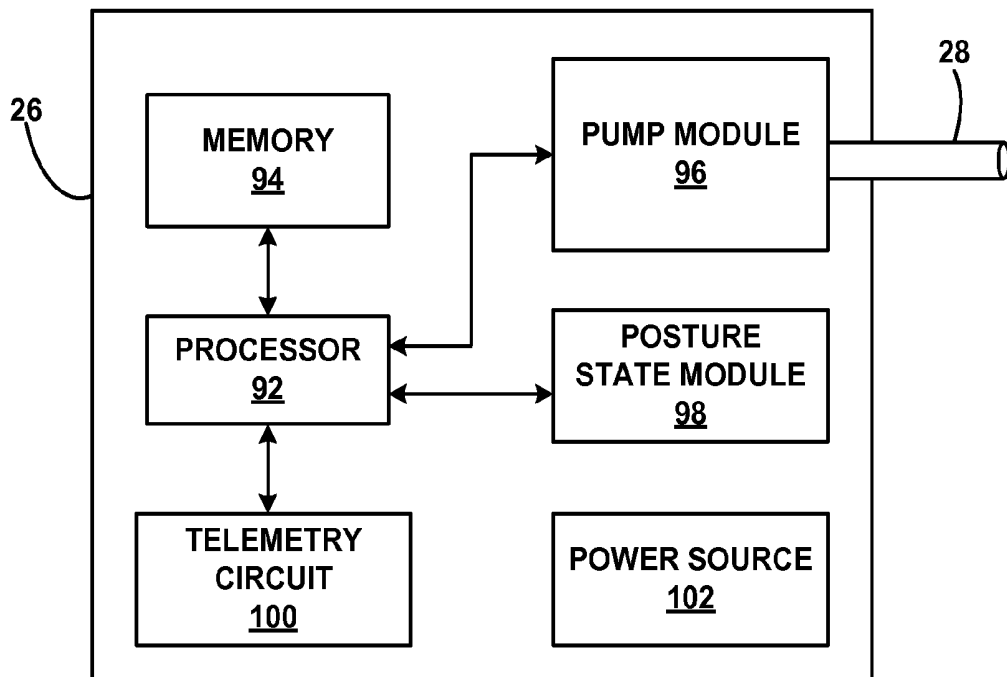 26
28
MEMORY
94
PUMP MODULE
96
PROCESSOR
92
POSTURE
STATE MODULE
98
TELEMETRY
CIRCUIT
100
POWER SOURCE
102